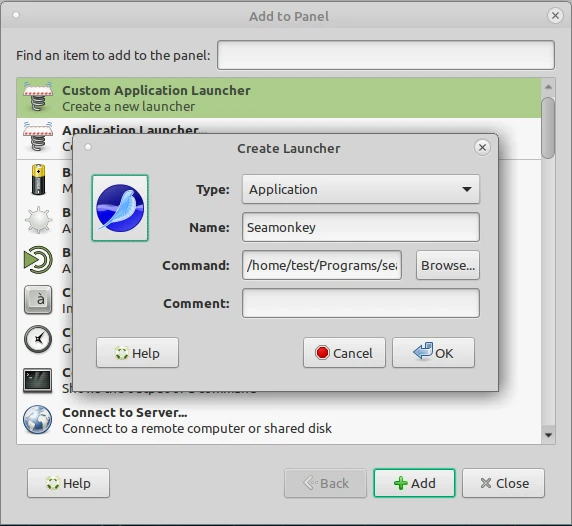 Add to Panel
Find an item to add to the panel:
Custom Application Launcher
Create a new launcher
Application Launcher...
Create Launcher
Type: Application
Name: Seamonkey
Command: /home/test/Programs/sea Browse...
Comment:
Help Cancel OK
Connect to Server...
Connect to a remote computer or shared disk
Help Back Add Close